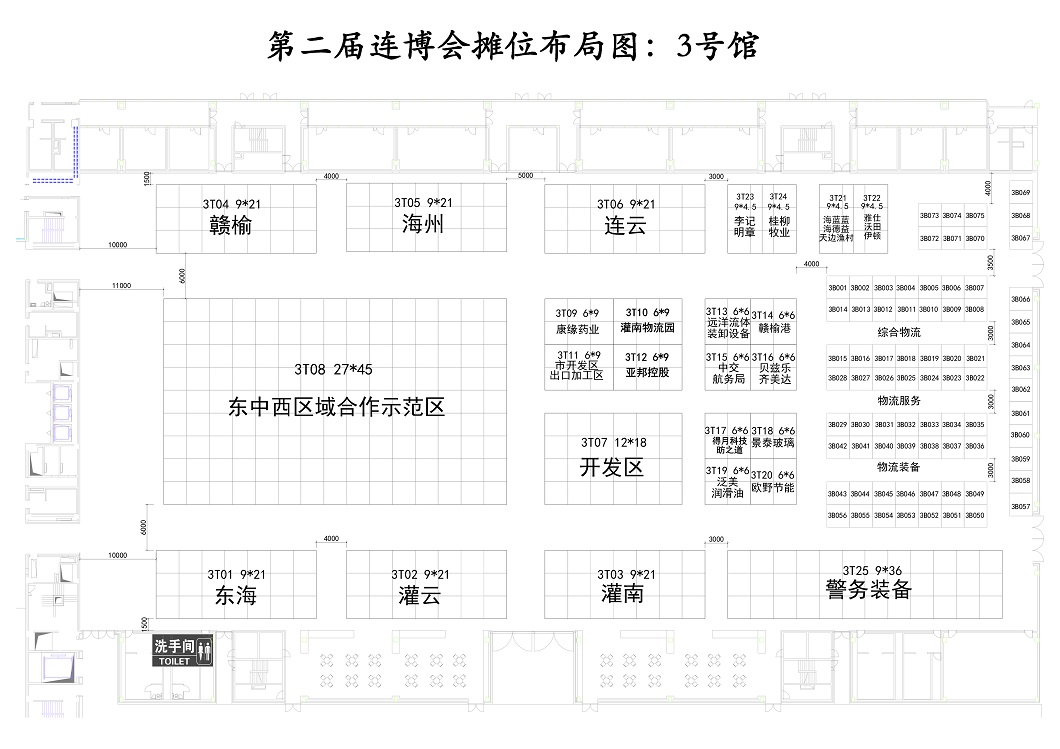 第二届连博会摊位布局图：3号馆
1500
4000
5000
3000
4000
3T04 9*21
赣榆
3T05 9*21
海州
3T06 9*21
连云
3T23
9*4.5
李记
明章
3T24
9*4.5
桂柳
牧业
3T21
9*4.5
海蓝蓝
海德益
天边渔村
3T22
9*4.5
雅仕
沃田
伊顿
3B073 3B074 3B075
3B072 3B071 3B070
3B069
3B068
3B067
10000
6000
4000
3500
11000
3T08 27*45
东中西区域合作示范区
3T09 6*9
康缘药业
3T10 6*9
灌南物流园
3T11 6*9
市开发区
出口加工区
3T12 6*9
亚邦控股
3T13 6*6
远洋流体
装卸设备
3T14 6*6
赣榆港
3T15 6*6
中交
航务局
3T16 6*6
贝兹乐
齐美达
3T07 12*18
开发区
3T17 6*6
得月科技
昉之道
3T18 6*6
景泰玻璃
3T19 6*6
泛美
润滑油
3T20 6*6
欧野节能
3B001 3B002 3B003 3B004 3B005 3B006 3B007
3B014 3B013 3B012 3B011 3B010 3B009 3B008
综合物流
3000
3B015 3B016 3B017 3B018 3B019 3B020 3B021
3B028 3B027 3B026 3B025 3B024 3B023 3B022
物流服务
3000
3B029 3B030 3B031 3B032 3B033 3B034 3B035
3B042 3B041 3B040 3B039 3B038 3B037 3B036
物流装备
3000
3B043 3B044 3B045 3B046 3B047 3B048 3B049
3B056 3B055 3B054 3B053 3B052 3B051 3B050
3B066
3B065
3B064
3B063
3B062
3B061
3B060
3B059
3B058
3B057
6000
10000
4000
3000
3T01 9*21
东海
3T02 9*21
灌云
3T03 9*21
灌南
3T25 9*36
警务装备
1500
洗手间
TOILET